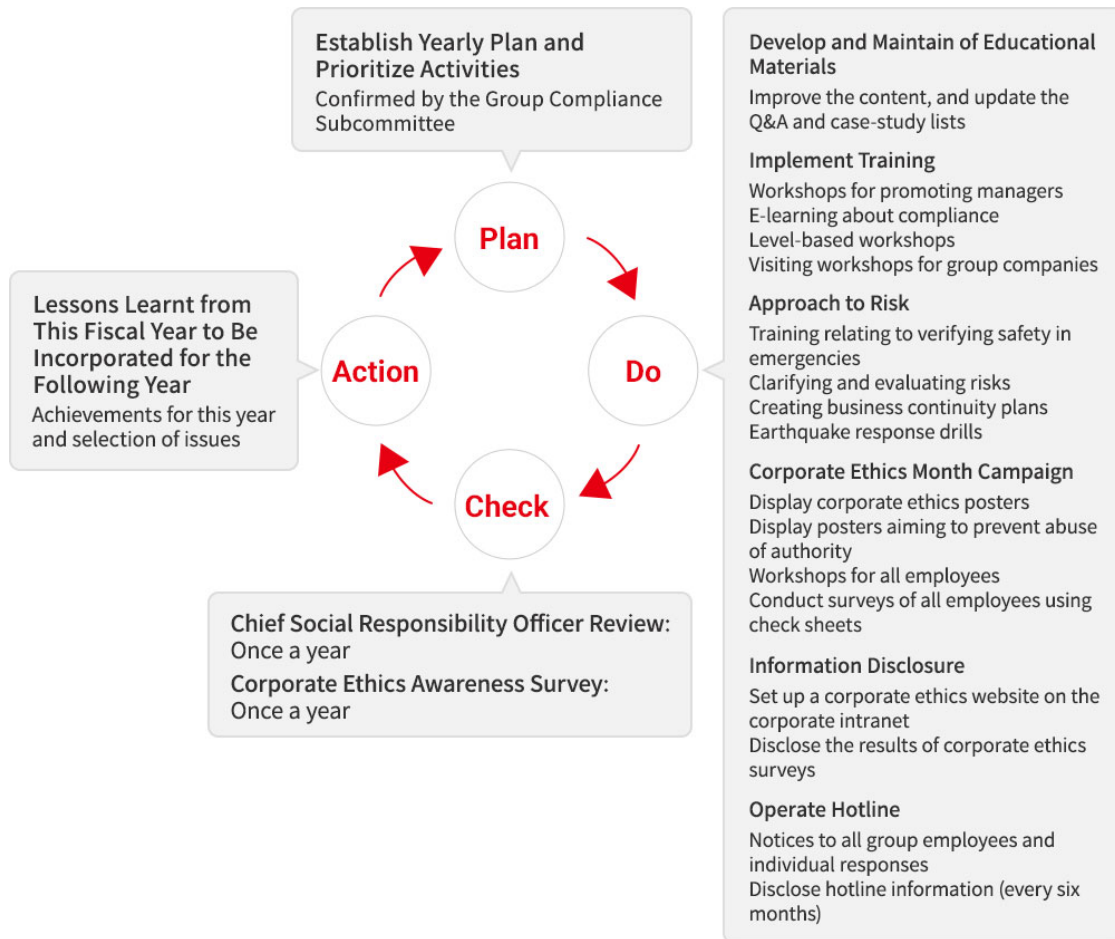 Establish Yearly Plan and
Prioritize Activities
Confirmed by the Group Compliance
Subcommittee
Plan
Do
Check
Action
Develop and Maintain of Educational
Materials
Improve the content, and update the
Q&A and case-study lists
Implement Training
Workshops for promoting managers
E-learning about compliance
Level-based workshops
Visiting workshops for group companies
Approach to Risk
Training relating to verifying safety in
emergencies
Clarifying and evaluating risks
Creating business continuity plans
Earthquake response drills
Corporate Ethics Month Campaign
Display corporate ethics posters
Display posters aiming to prevent abuse
of authority
Workshops for all employees
Conduct surveys of all employees using
check sheets
Information Disclosure
Set up a corporate ethics website on the
corporate intranet
Disclose the results of corporate ethics
surveys
Operate Hotline
Notices to all group employees and
individual responses
Disclose hotline information (every six
months)
Chief Social Responsibility Officer Review:
Once a year
Corporate Ethics Awareness Survey:
Once a year
Lessons Learnt from
This Fiscal Year to Be
Incorporated for the
Following Year
Achievements for this year
and selection of issues